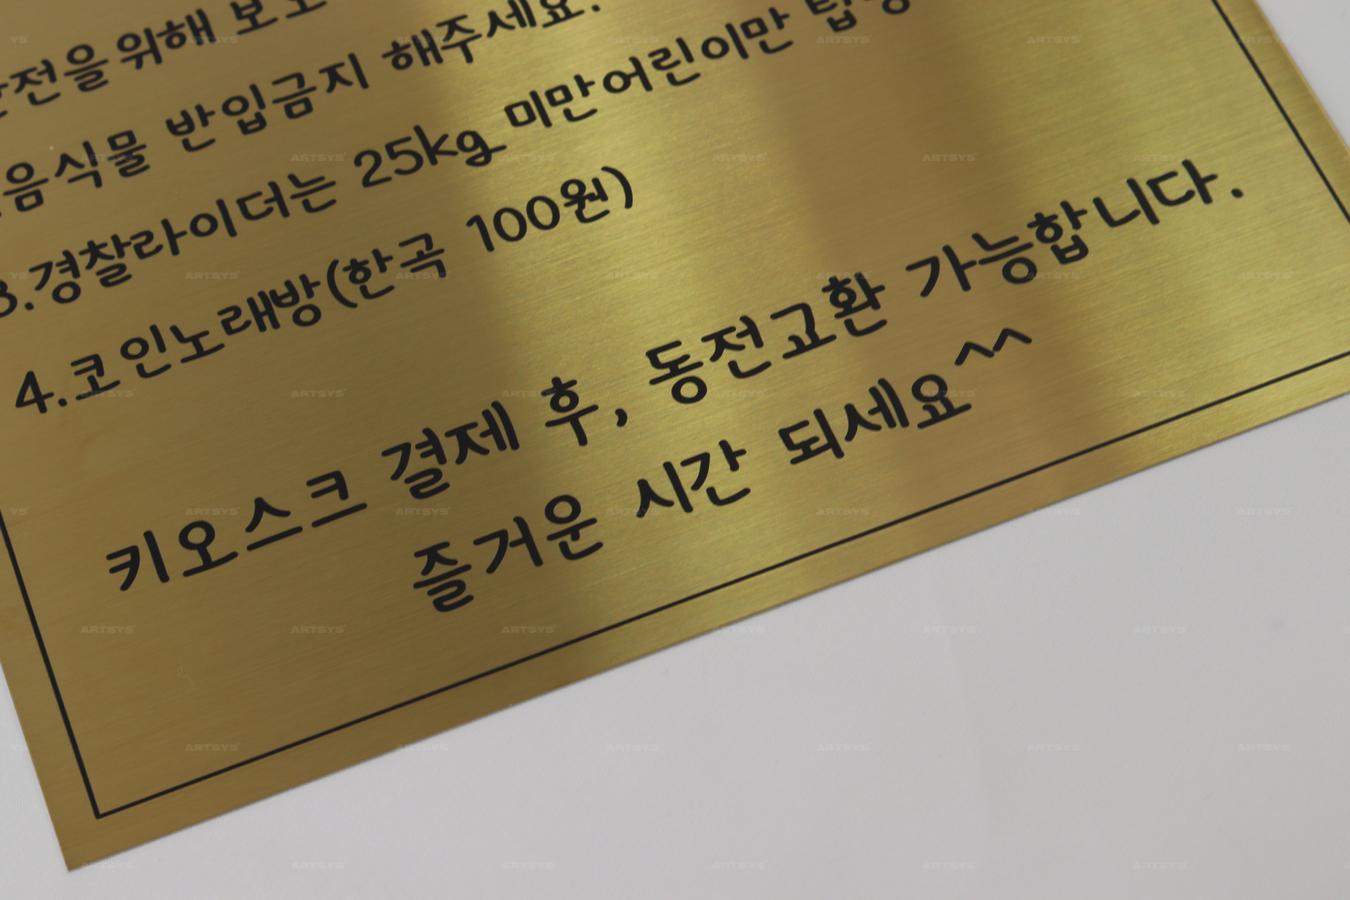 전을 위해
음식물 반입금지 해주세요.
3.경찰라이더는 25kg 미만어린이만
4.코인노래방(한곡 100원)
키오스크 결제 후, 동전교환 가능합니다.
즐거운 시간 되세요^^
ARTSYS